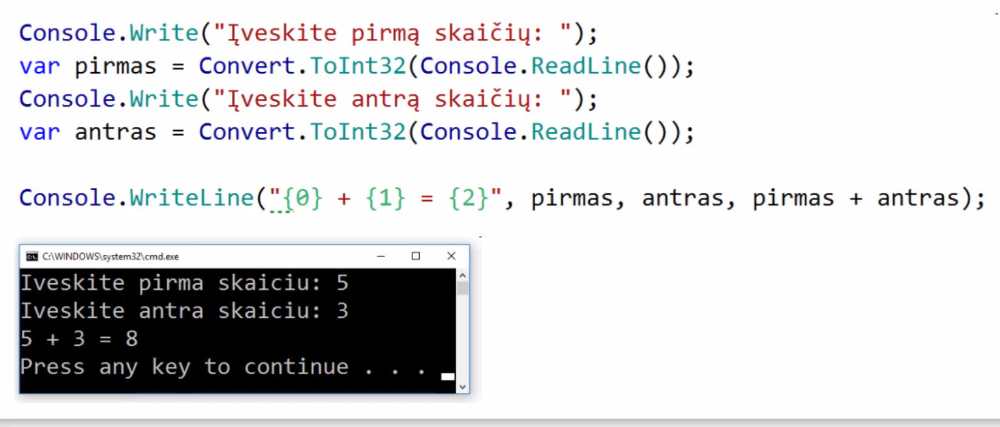 Console.Write("Įveskite pirmą skaičių: ");
var pirmas = Convert.ToInt32(Console.ReadLine());
Console.Write("Įveskite antrą skaičių: ");
var antras = Convert.ToInt32(Console.ReadLine());
Console.WriteLine("{0} + {1} = {2}", pirmas, antras, pirmas + antras);
C:\WINDOWS\system32\cmd.exe
Iveskite pirma skaiciu: 5
Iveskite antra skaiciu: 3
5 + 3 = 8
Press any key to continue . . .